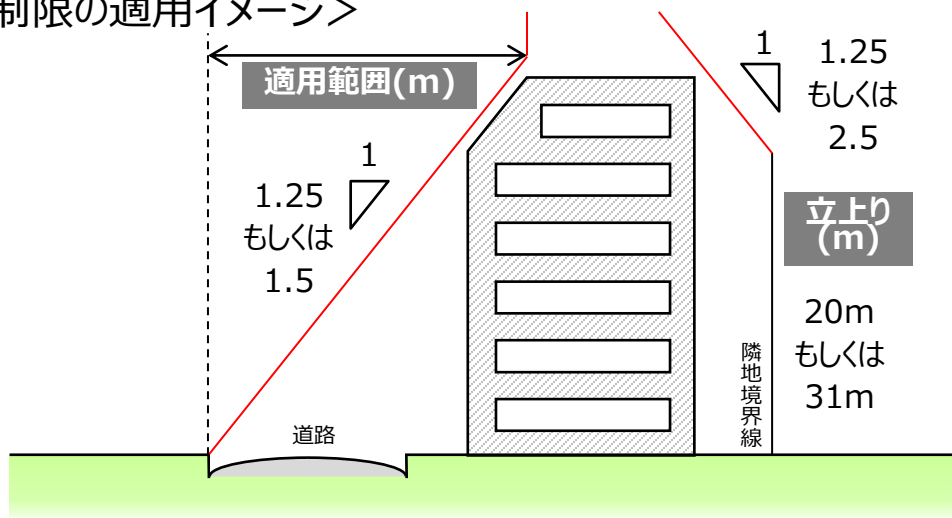 制限の適用イメージ＞
適用範囲(m)
1
1.25
もしくは
1.5
1
1.25
もしくは
2.5
立上り
(m)
20m
もしくは
31m
隣地境界線
道路